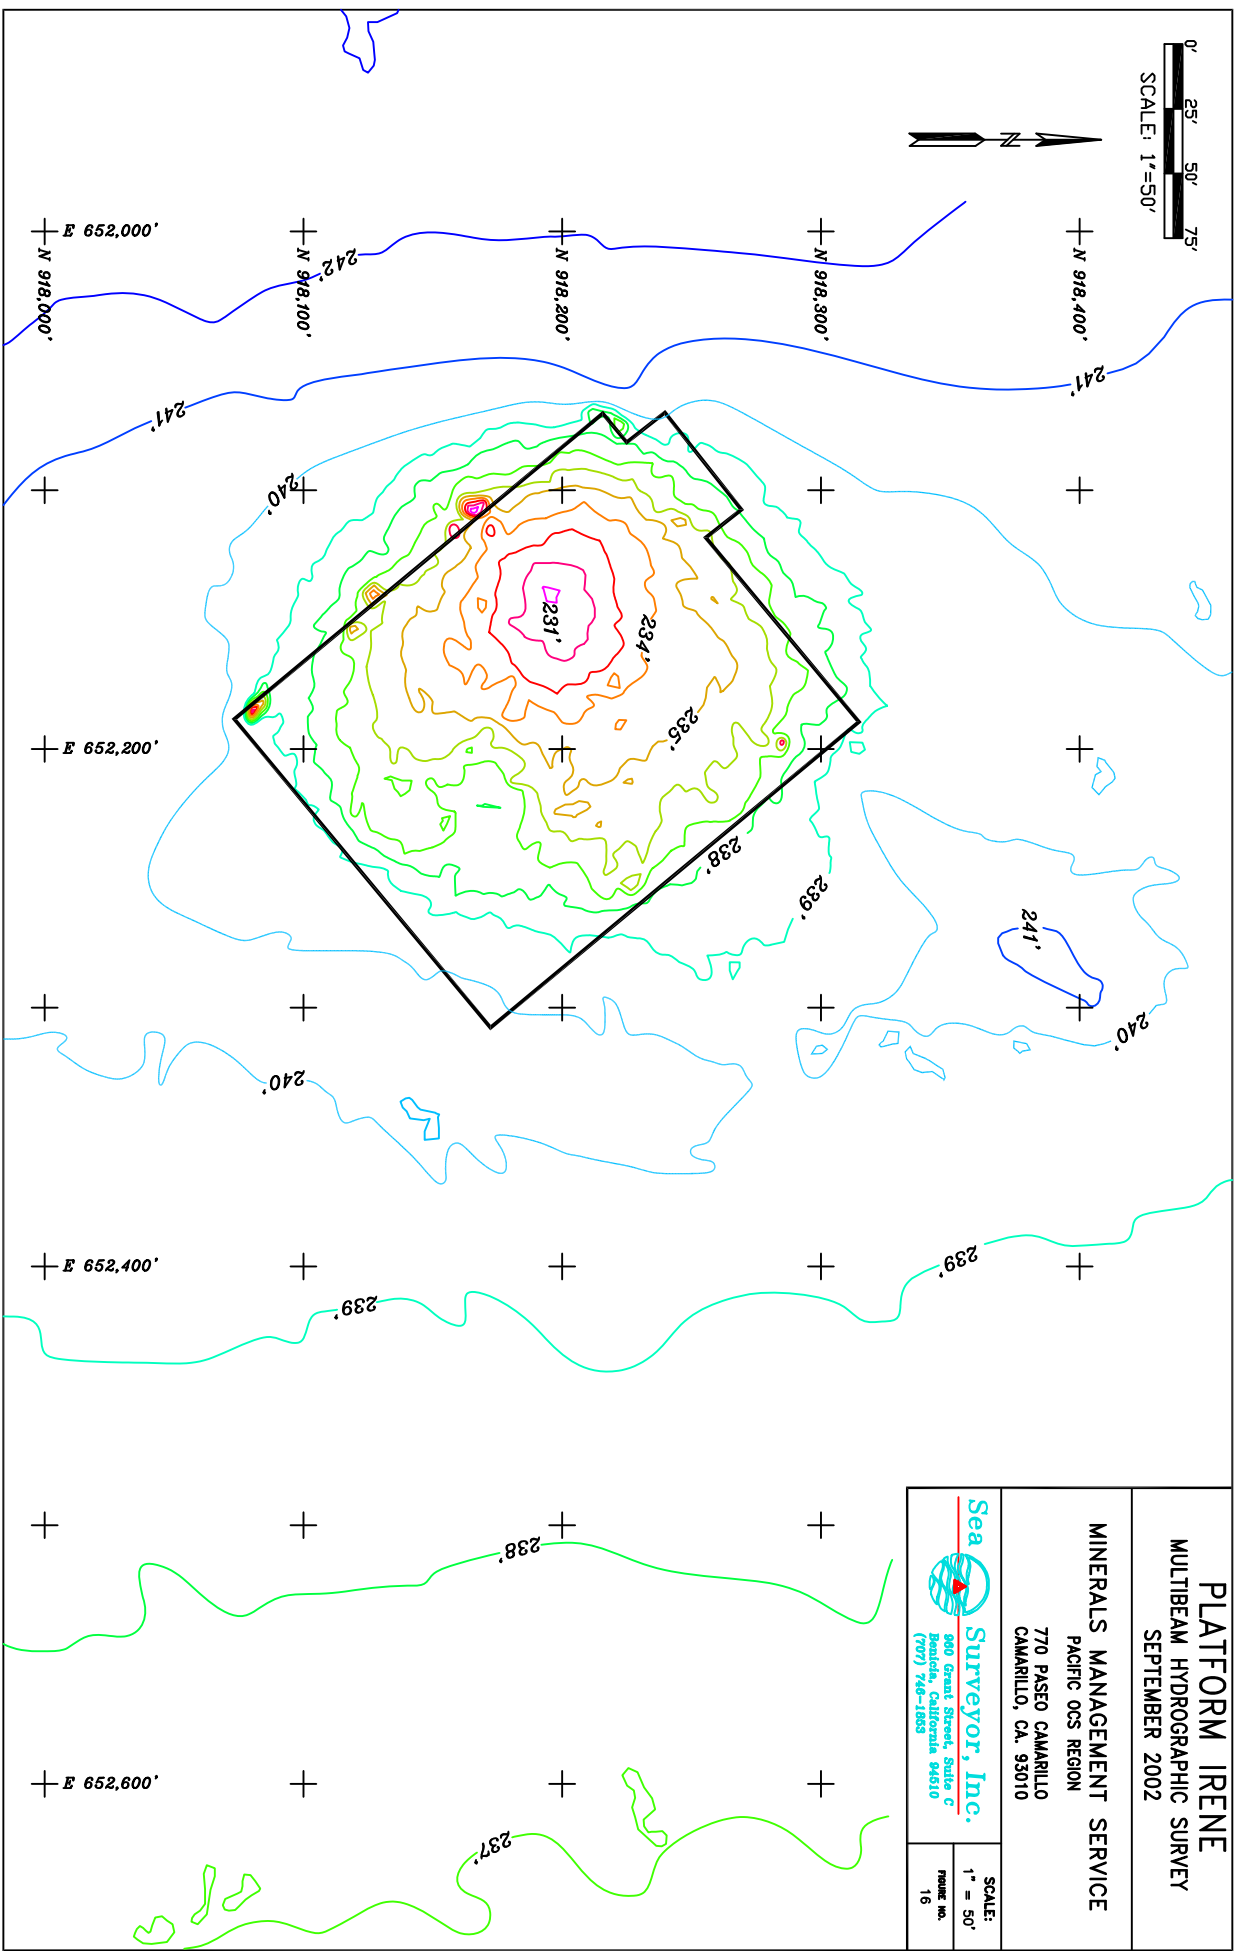 0' 25' 50' 75'
SCALE: 1"=50'
N
N 918,400'
N 918,300'
N 918,200'
N 918,100'
N 918,000'
E 652,000'
E 652,200'
E 652,400'
E 652,600'
242'
241'
241'
240'
231'
234'
235'
238'
239'
241'
240'
240'
239'
239'
238'
237'
PLATFORM IRENE
MULTIBEAM HYDROGRAPHIC SURVEY
SEPTEMBER 2002
MINERALS MANAGEMENT SERVICE
PACIFIC OCS REGION
770 PASEO CAMARILLO
CAMARILLO, CA. 93010
Sea Surveyor, Inc.
960 Grant Street, Suite C
Benicia, California 94510
(707) 746-1853
SCALE:
1" = 50'
FIGURE NO.
16